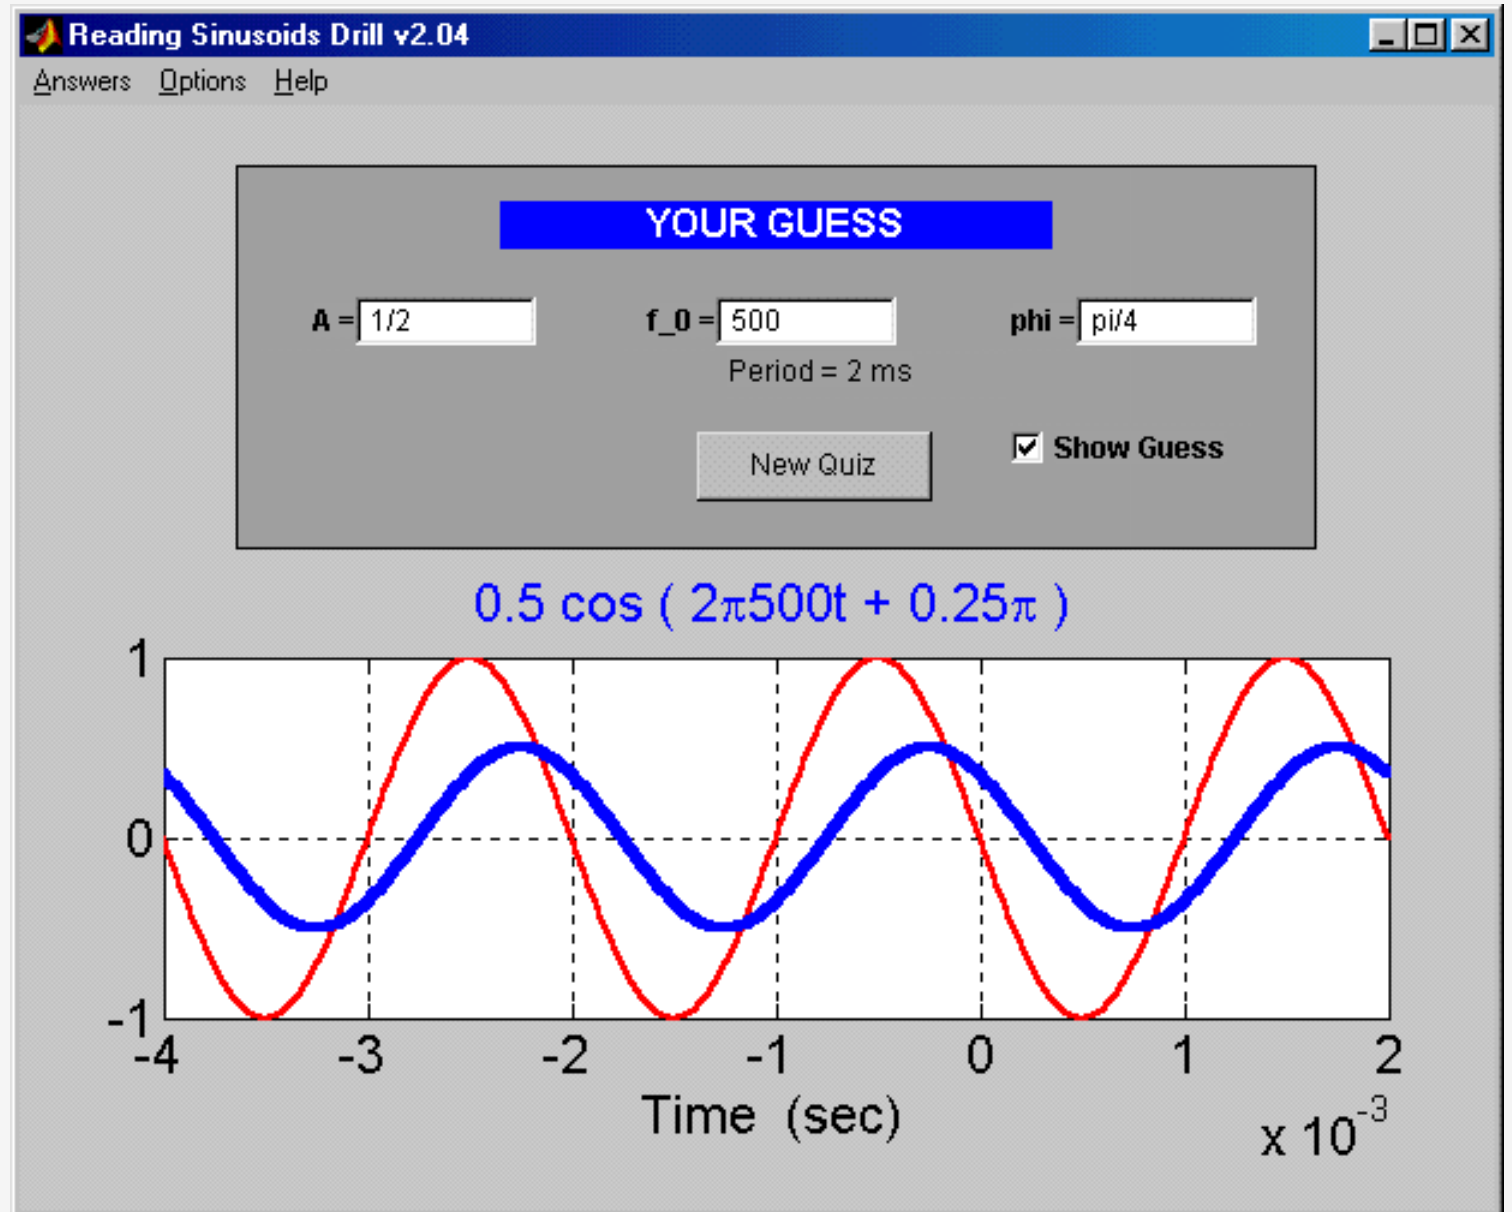 Reading Sinusoids Drill v2.04
Answers Options Help
YOUR GUESS
A = 1/2 f_0 = 500 phi = pi/4
Period = 2 ms
New Quiz Show Guess
0.5 cos ( 2π500t + 0.25π )
1
0
-1
-4 -3 -2 -1 0 1 2
Time (sec)
x 10⁻³